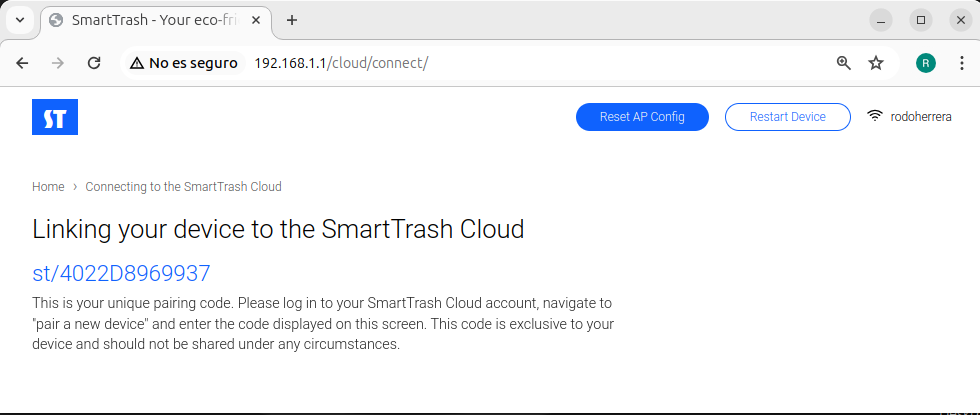 SmartTrash - Your eco-fri
No es seguro 192.168.1.1/cloud/connect/ R
ST Reset AP Config Restart Device rodoherrera
Home › Connecting to the SmartTrash Cloud
Linking your device to the SmartTrash Cloud
st/4022D8969937
This is your unique pairing code. Please log in to your SmartTrash Cloud account, navigate to
"pair a new device" and enter the code displayed on this screen. This code is exclusive to your
device and should not be shared under any circumstances.